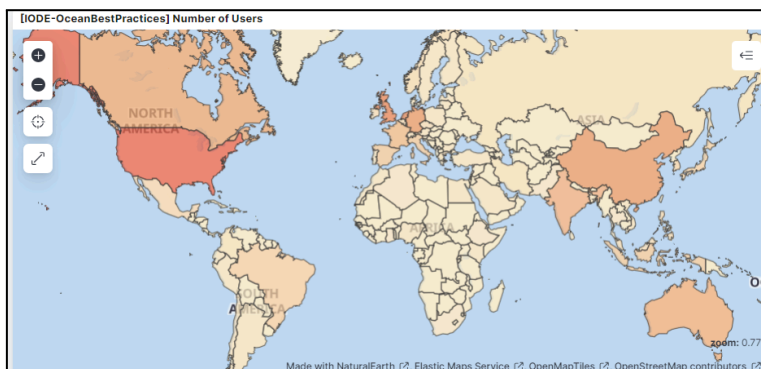 [IODE-OceanBestPractices] Number of Users
NORTH
AMERICA
ASIA
AFRICA
SOUTH
AMERICA
zoom: 0.77
Made with NaturalEarth Elastic Maps Service OpenMapTiles OpenStreetMap contributors